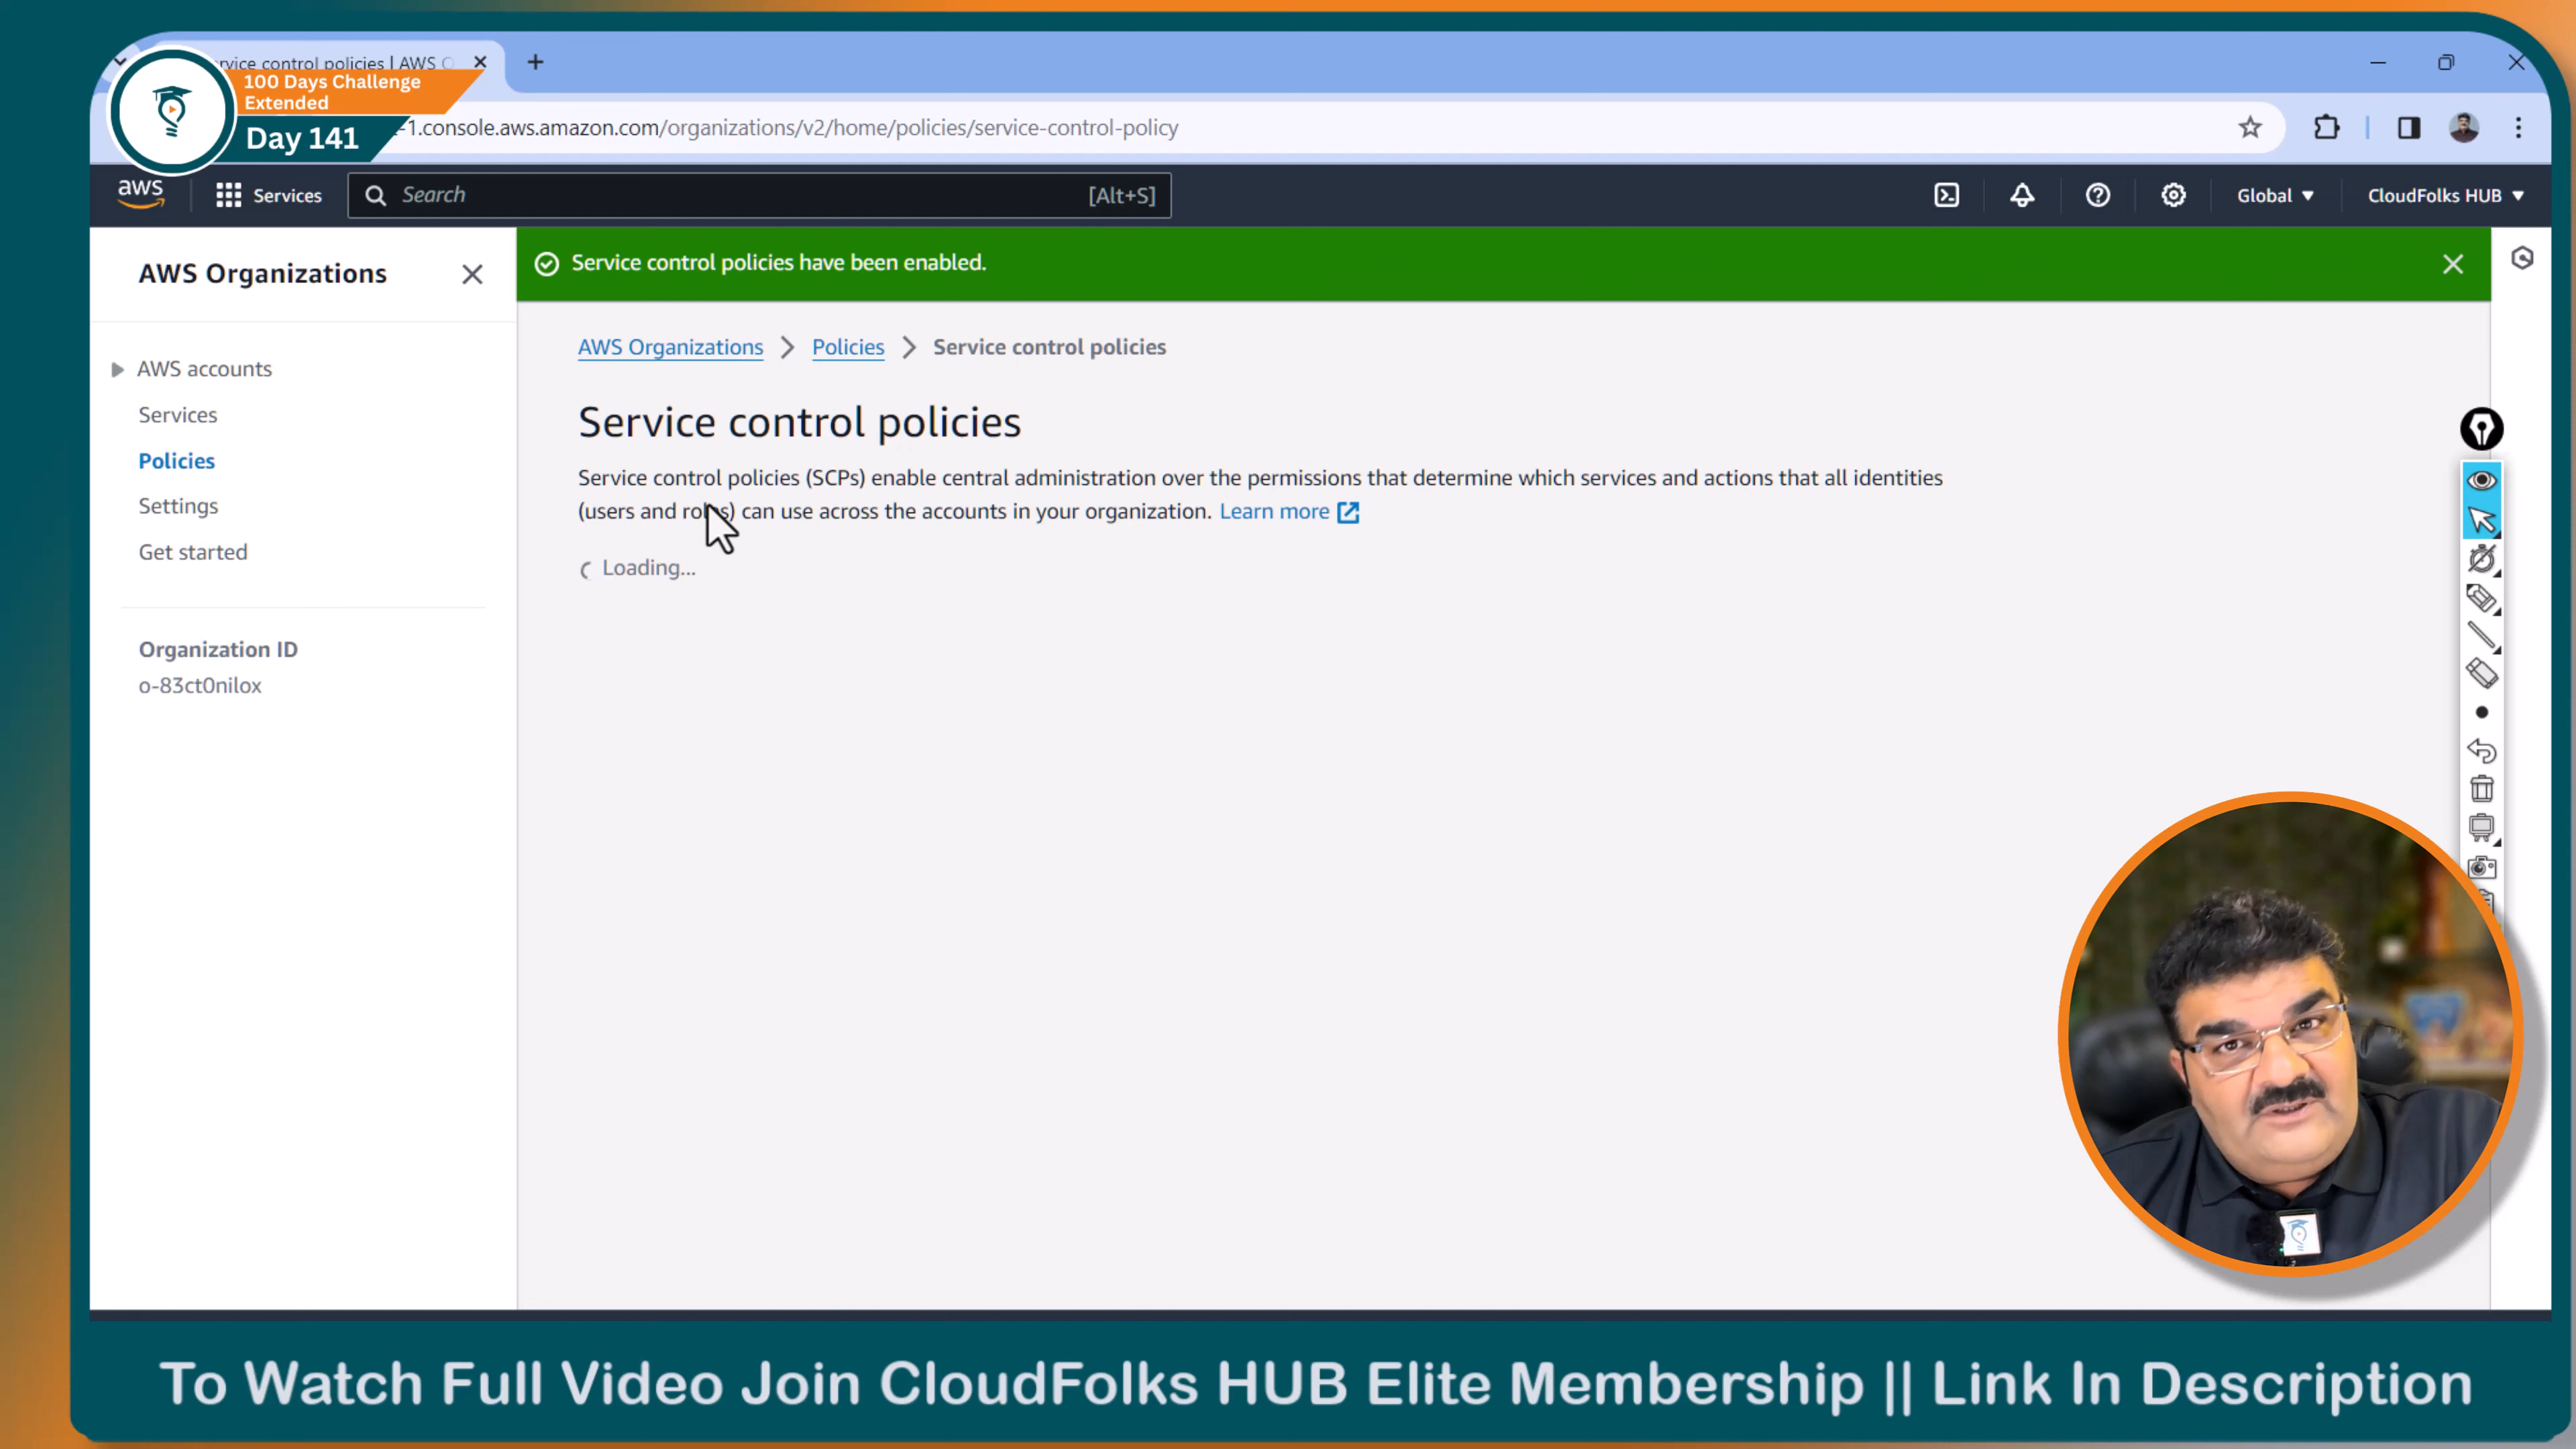 service control policies | AWS O
100 Days Challenge
Extended
Day 141
-1.console.aws.amazon.com/organizations/v2/home/policies/service-control-policy
aws
Services
Search
[Alt+S]
Global
CloudFolks HUB
AWS Organizations
Service control policies have been enabled.
AWS Organizations
Policies
Service control policies
AWS accounts
Services
Policies
Settings
Get started
Organization ID
o-83ct0nilox
Service control policies
Service control policies (SCPs) enable central administration over the permissions that determine which services and actions that all identities
(users and roles) can use across the accounts in your organization. Learn more
Loading...
To Watch Full Video Join CloudFolks HUB Elite Membership || Link In Description